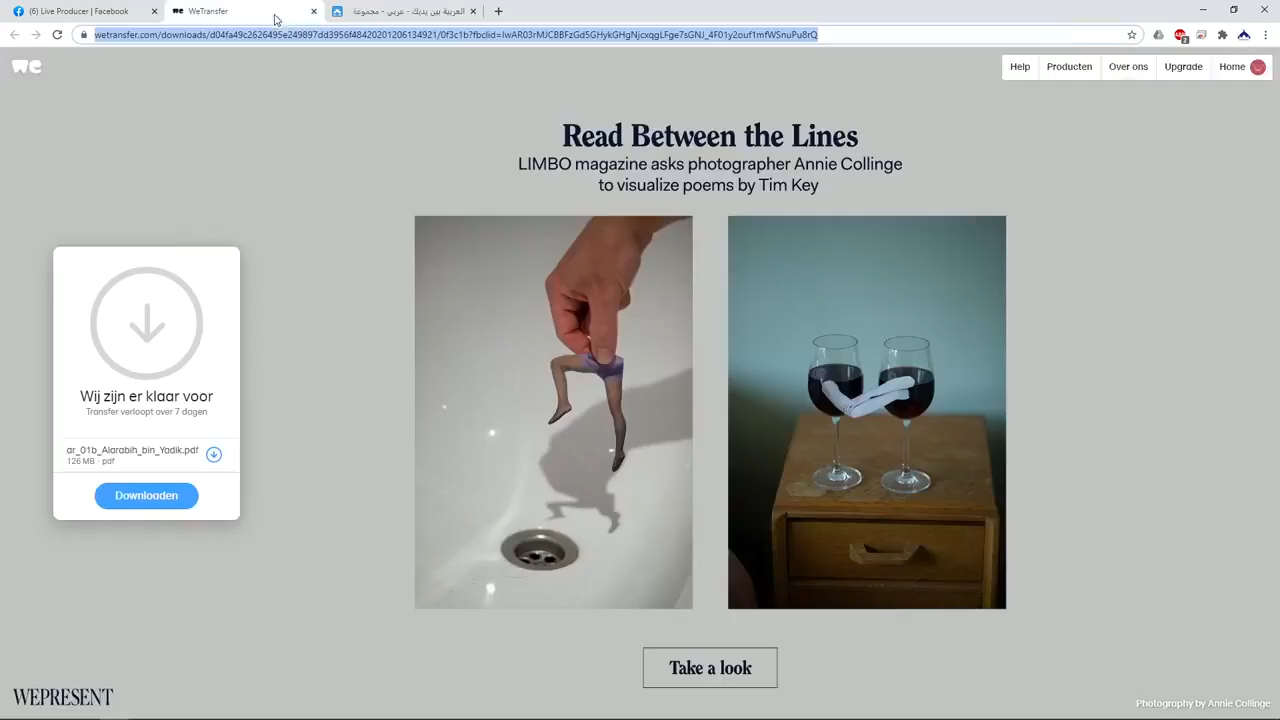 (6) Live Producer | Facebook
WeTransfer
العربية بين يديك - عربي - مجموعة
wetransfer.com/downloads/d04fa49c2626495e249897dd3956f48420201206134921/0f3c1b?fbclid=IwAR03rMJCBBFzGd5GHykGHgNjcxqgLFge7sGNJ_4F01y2ouf1mfWSnuPu8rQ
2
we
Help
Producten
Over ons
Upgrade
Home
Read Between the Lines
LIMBO magazine asks photographer Annie Collinge
to visualize poems by Tim Key
Wij zijn er klaar voor
Transfer verloopt over 7 dagen
ar_01b_Alarabih_bin_Yadik.pdf
126 MB · pdf
Downloaden
Take a look
WEPRESENT
Photography by Annie Collinge